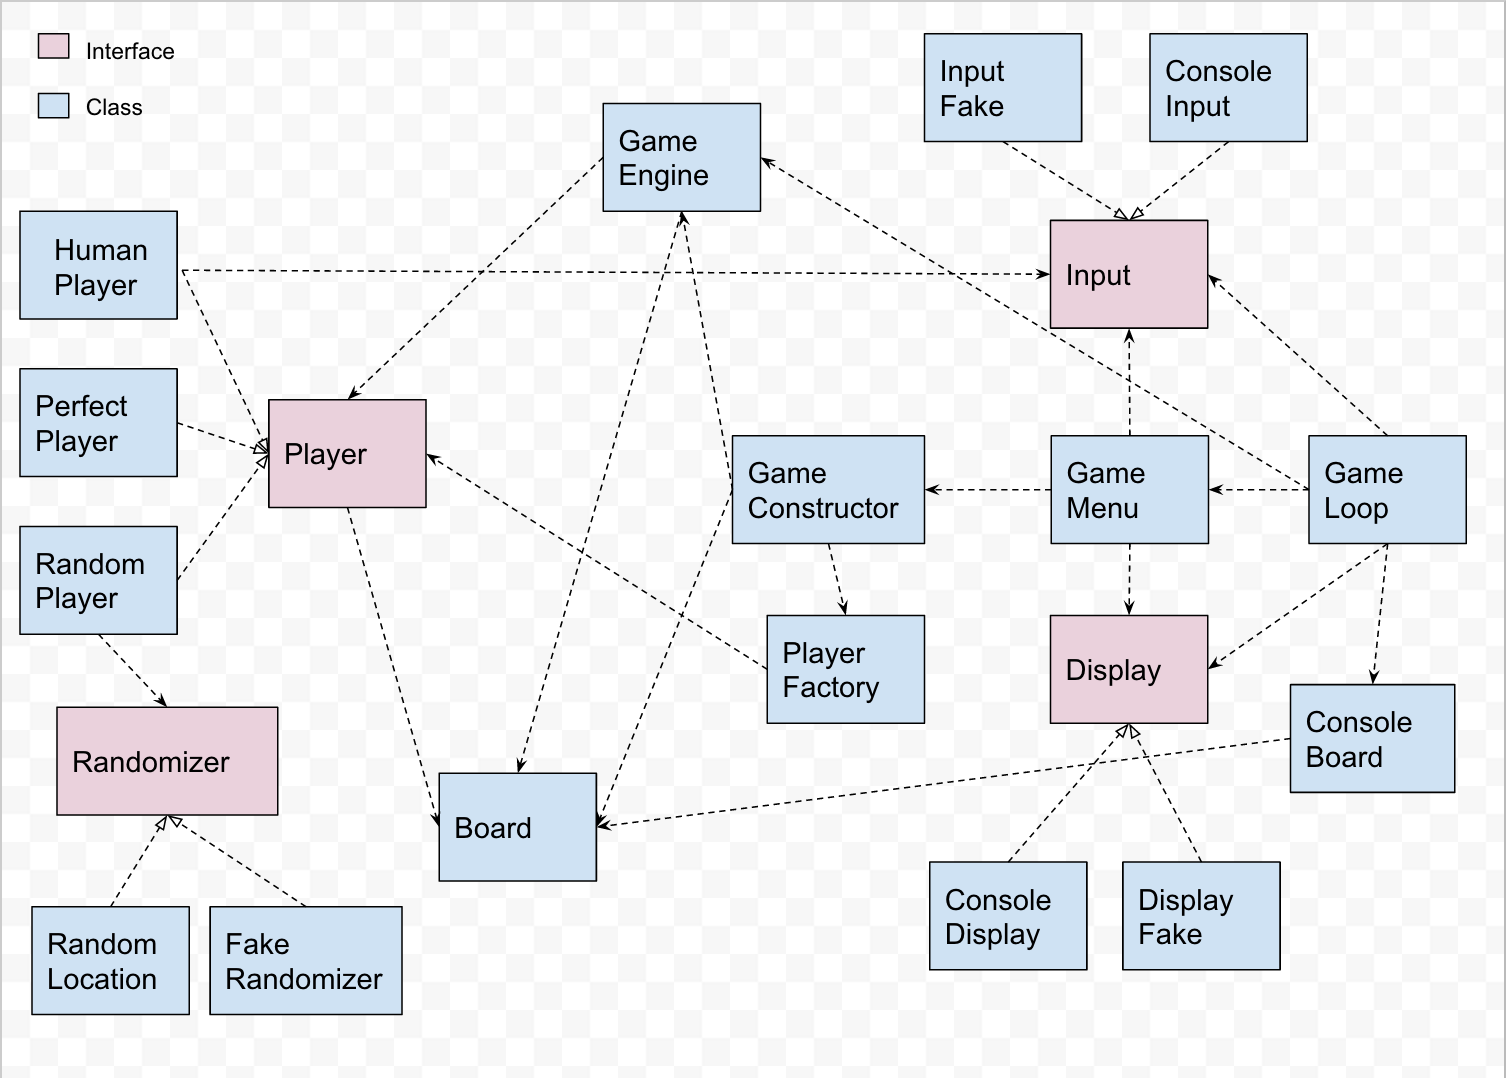 Interface
Class
Input
Fake
Console
Input
Game
Engine
Human
Player
Input
Perfect
Player
Player
Game
Constructor
Game
Menu
Game
Loop
Random
Player
Player
Factory
Display
Console
Board
Randomizer
Board
Console
Display
Display
Fake
Random
Location
Fake
Randomizer